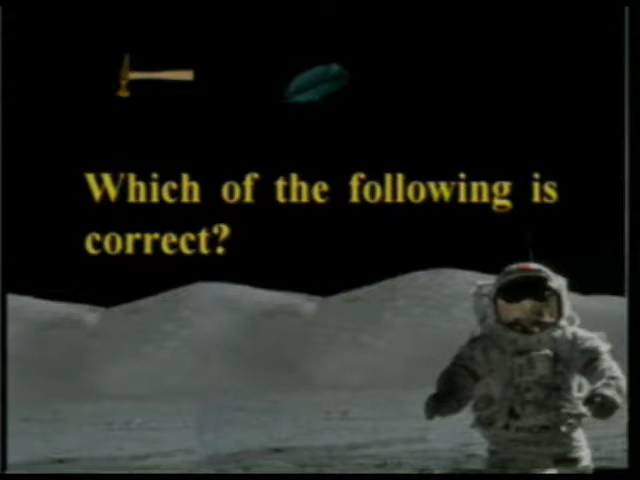 Which of the following is
correct?